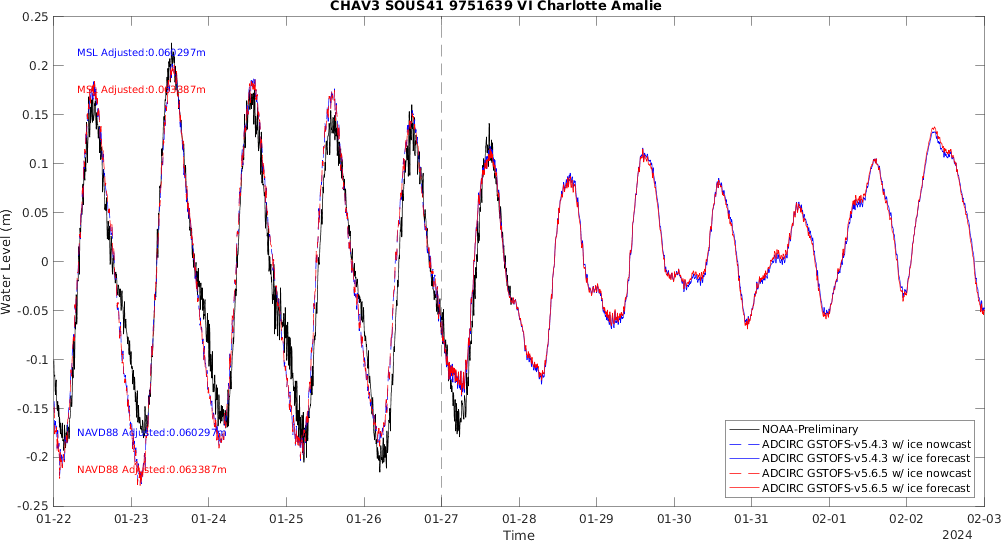 CHAV3 SOUS41 9751639 VI Charlotte Amalie
0.25
0.2
0.15
0.1
0.05
0
-0.05
-0.1
-0.15
-0.2
-0.25
Water Level (m)
MSL Adjusted:0.060297m
MSL Adjusted:0.063387m
NAVD88 Adjusted:0.060297m
NAVD88 Adjusted:0.063387m
NOAA-Preliminary
ADCIRC GSTOFS-v5.4.3 w/ ice nowcast
ADCIRC GSTOFS-v5.4.3 w/ ice forecast
ADCIRC GSTOFS-v5.6.5 w/ ice nowcast
ADCIRC GSTOFS-v5.6.5 w/ ice forecast
01-22 01-23 01-24 01-25 01-26 01-27 01-28 01-29 01-30 01-31 02-01 02-02 02-03
Time
2024